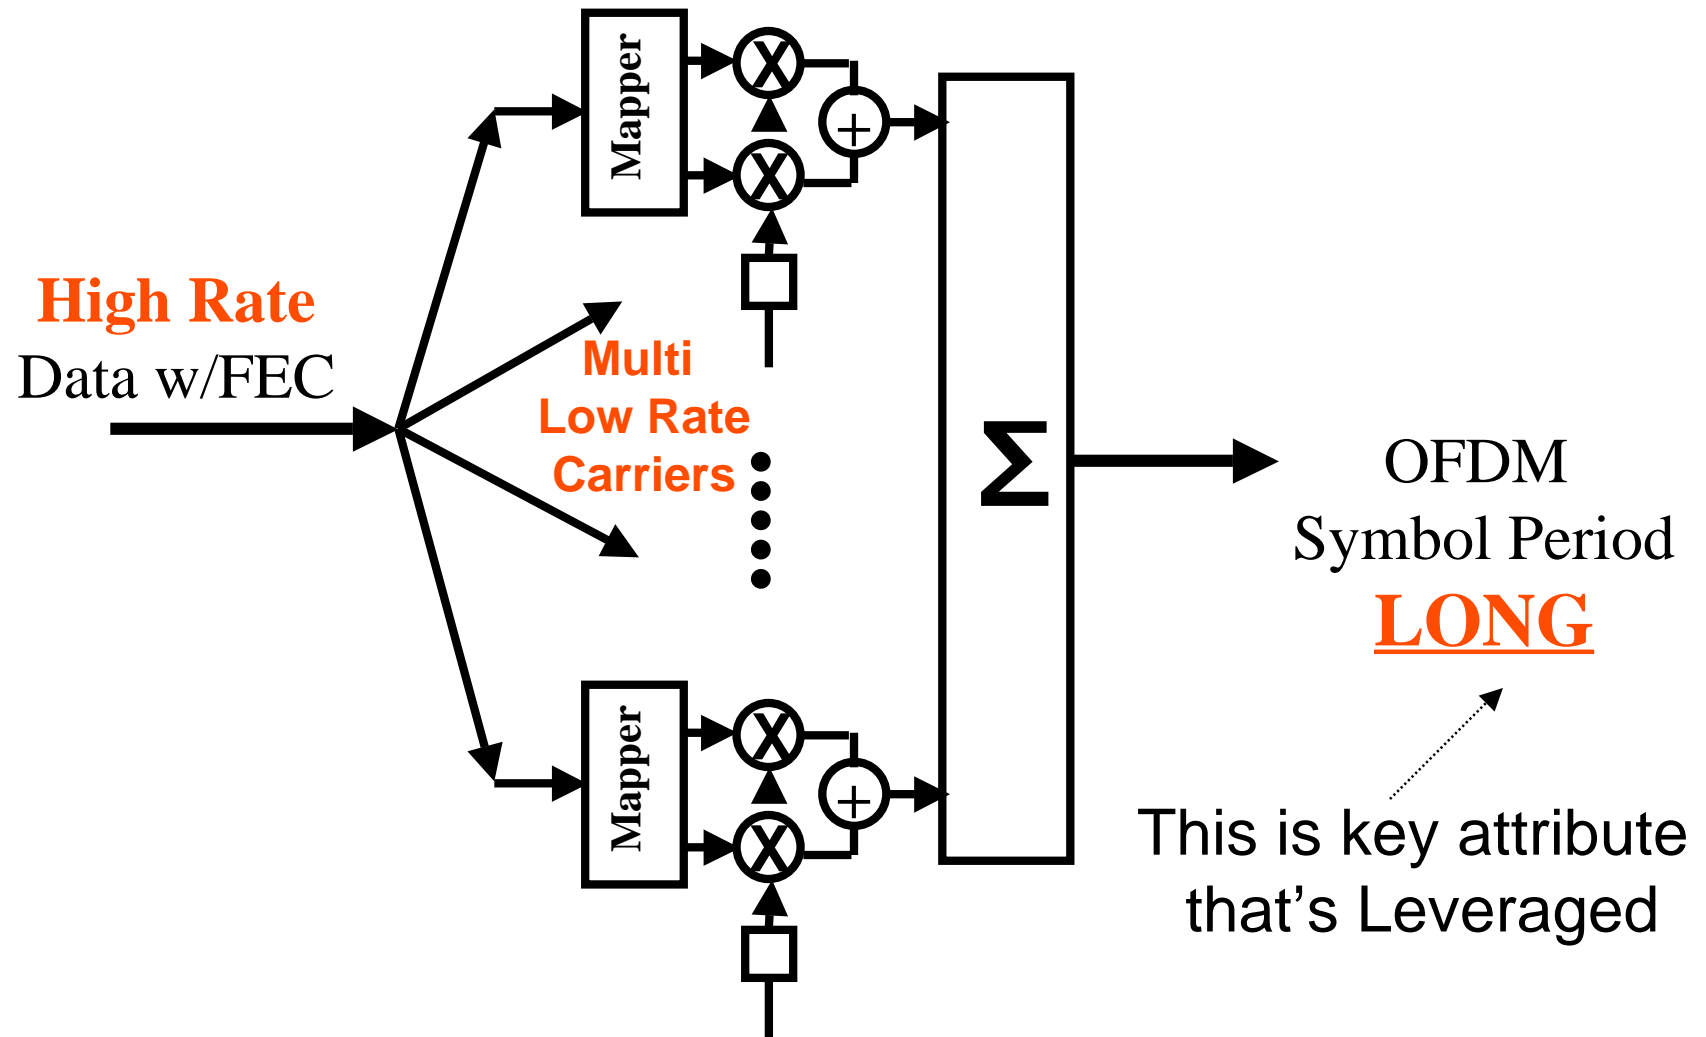 Mapper
X
X
+
High Rate
Data w/FEC
Multi
Low Rate
Carriers
Σ
OFDM
Symbol Period
LONG
Mapper
X
X
+
This is key attribute
that’s Leveraged